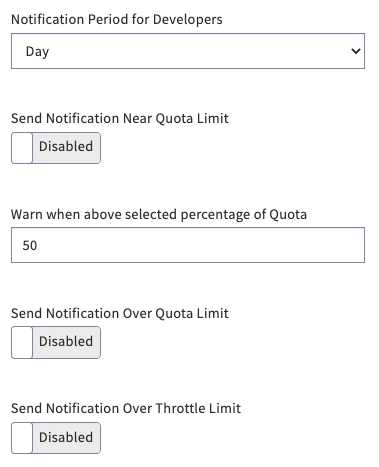 Notification Period for Developers
Day
Send Notification Near Quota Limit
Disabled
Warn when above selected percentage of Quota
50
Send Notification Over Quota Limit
Disabled
Send Notification Over Throttle Limit
Disabled